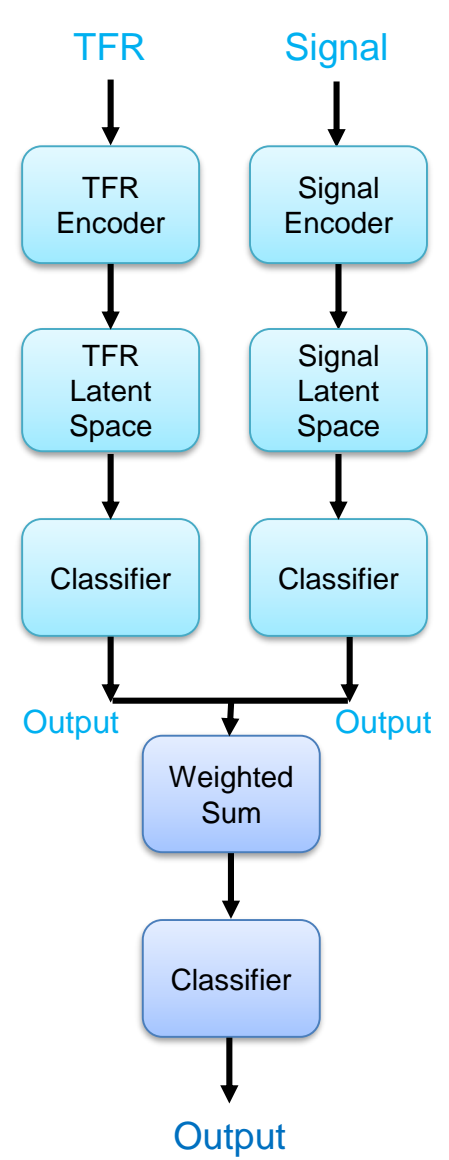 TFR
Signal
TFR
Encoder
Signal
Encoder
TFR
Latent
Space
Signal
Latent
Space
Classifier
Classifier
Output
Output
Weighted
Sum
Classifier
Output